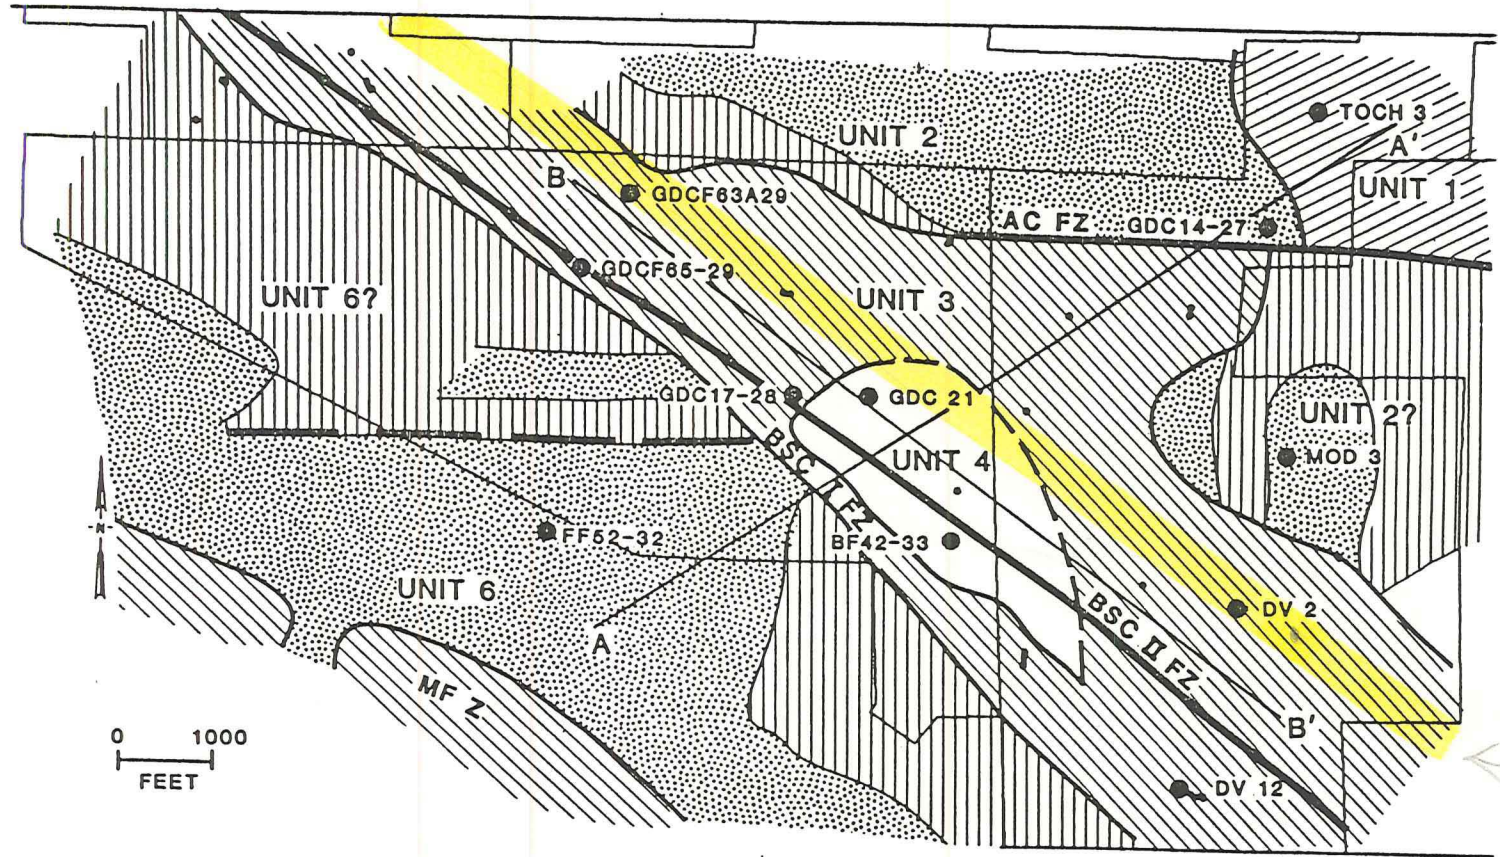 TOCH 3
A'
UNIT 2
UNIT 1
B
GDCF63A29
AC FZ
GDC14-27
GDCF65-29
UNIT 6?
UNIT 3
GDC17-28
GDC 21
UNIT 2?
BSC I FZ
UNIT 4
MOD 3
N
FF52-32
BF42-33
UNIT 6
BSC II FZ
DV 2
A
MF Z
B'
0 1000
FEET
DV 12